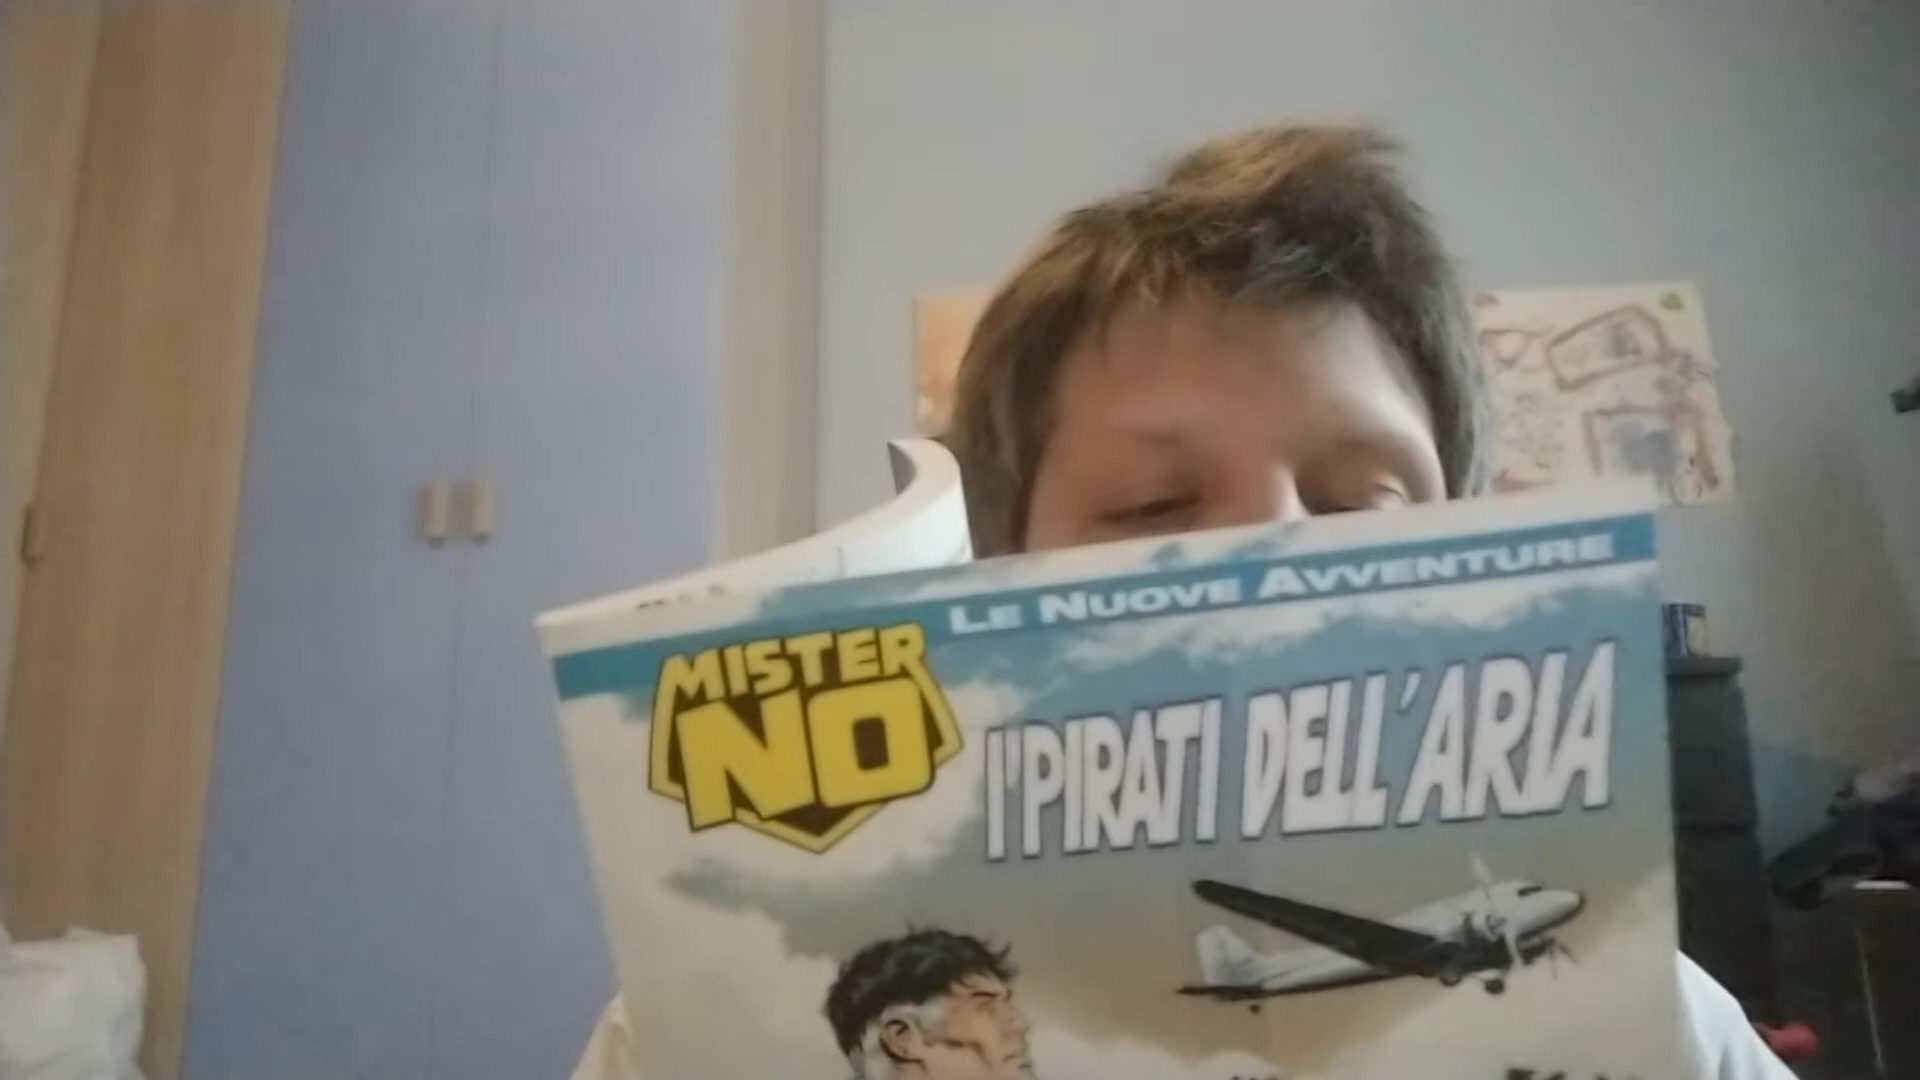 LE NUOVE AVVENTURE
MISTER
NO
I PIRATI DELL'ARIA